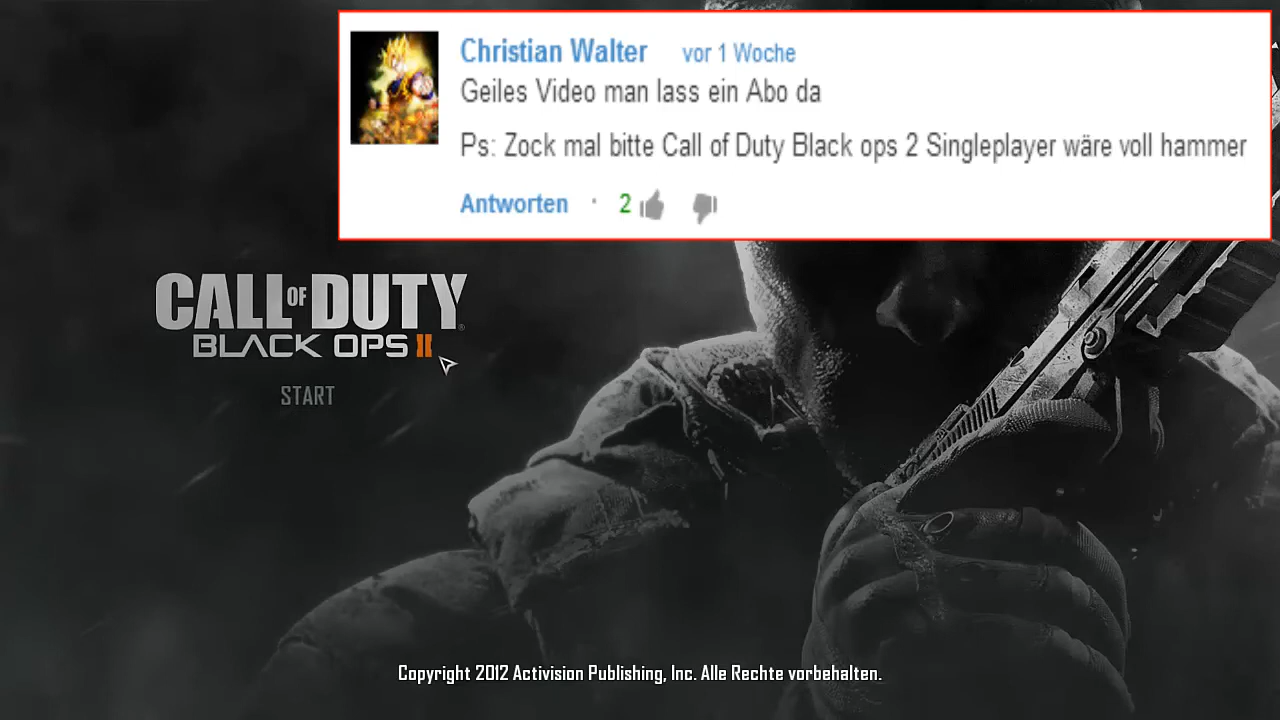 Christian Walter vor 1 Woche
Geiles Video man lass ein Abo da
Ps: Zock mal bitte Call of Duty Black ops 2 Singleplayer wäre voll hammer
Antworten · 2
CALL OF DUTY®
BLACK OPS II
START
Copyright 2012 Activision Publishing, Inc. Alle Rechte vorbehalten.